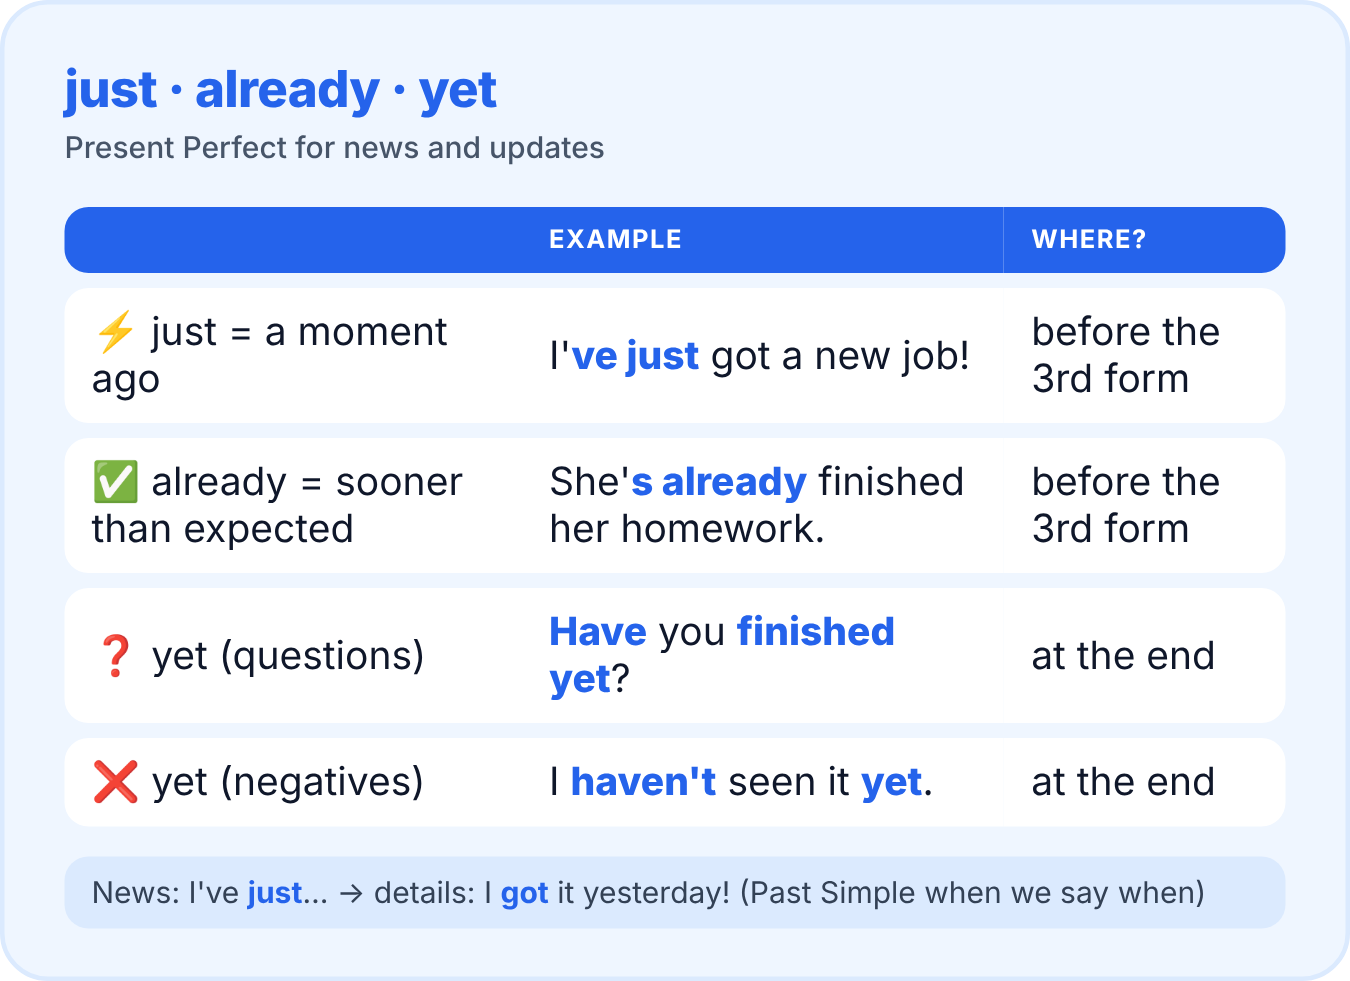 just · already · yet
Present Perfect for news and updates
EXAMPLE
WHERE?
⚡ just = a moment
ago
I've just got a new job!
before the
3rd form
✅ already = sooner
than expected
She's already finished
her homework.
before the
3rd form
❓ yet (questions)
Have you finished
yet?
at the end
❌ yet (negatives)
I haven't seen it yet.
at the end
News: I've just... → details: I got it yesterday! (Past Simple when we say when)